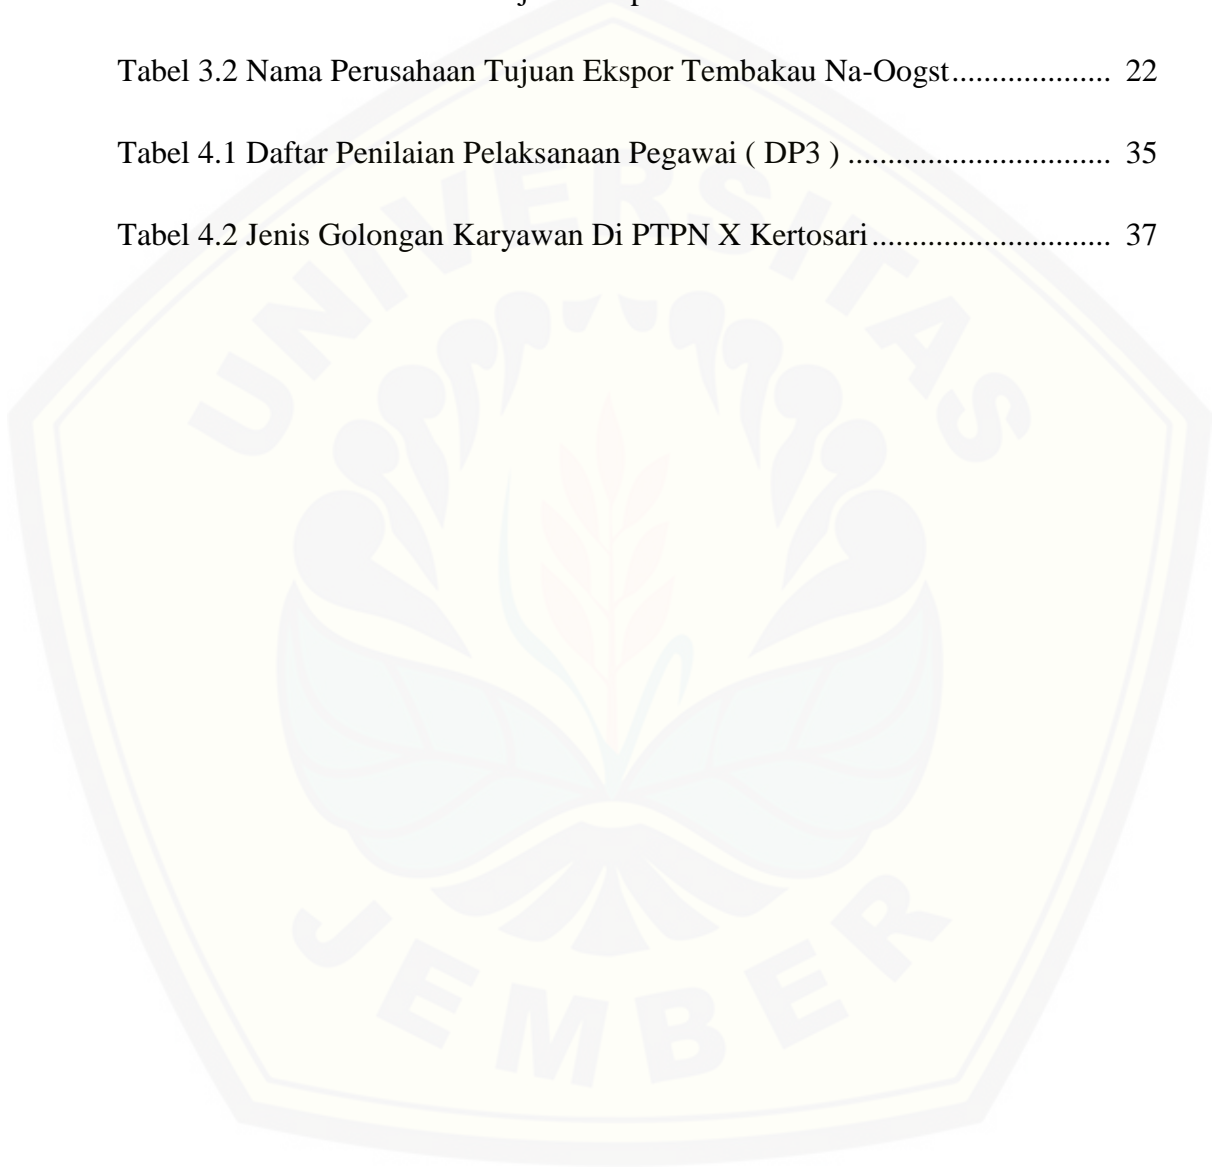 Tabel 3.2 Nama Perusahaan Tujuan Ekspor Tembakau Na-Oogst.................... 22
Tabel 4.1 Daftar Penilaian Pelaksanaan Pegawai ( DP3 ) ................................. 35
Tabel 4.2 Jenis Golongan Karyawan Di PTPN X Kertosari.............................. 37
UNIVERSITAS
JEMBER